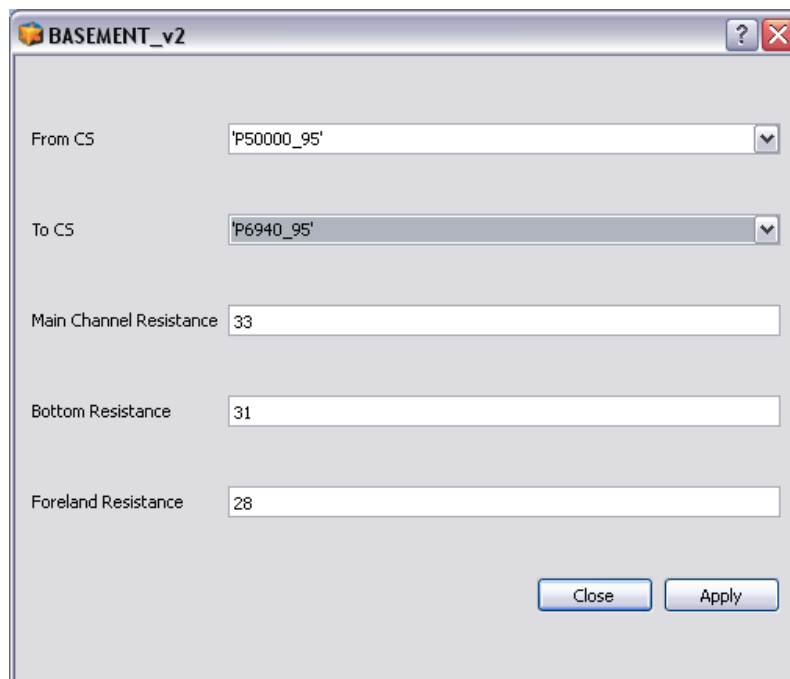 BASEMENT_v2
From CS 'P50000_95'
To CS 'P6940_95'
Main Channel Resistance 33
Bottom Resistance 31
Foreland Resistance 28
Close Apply